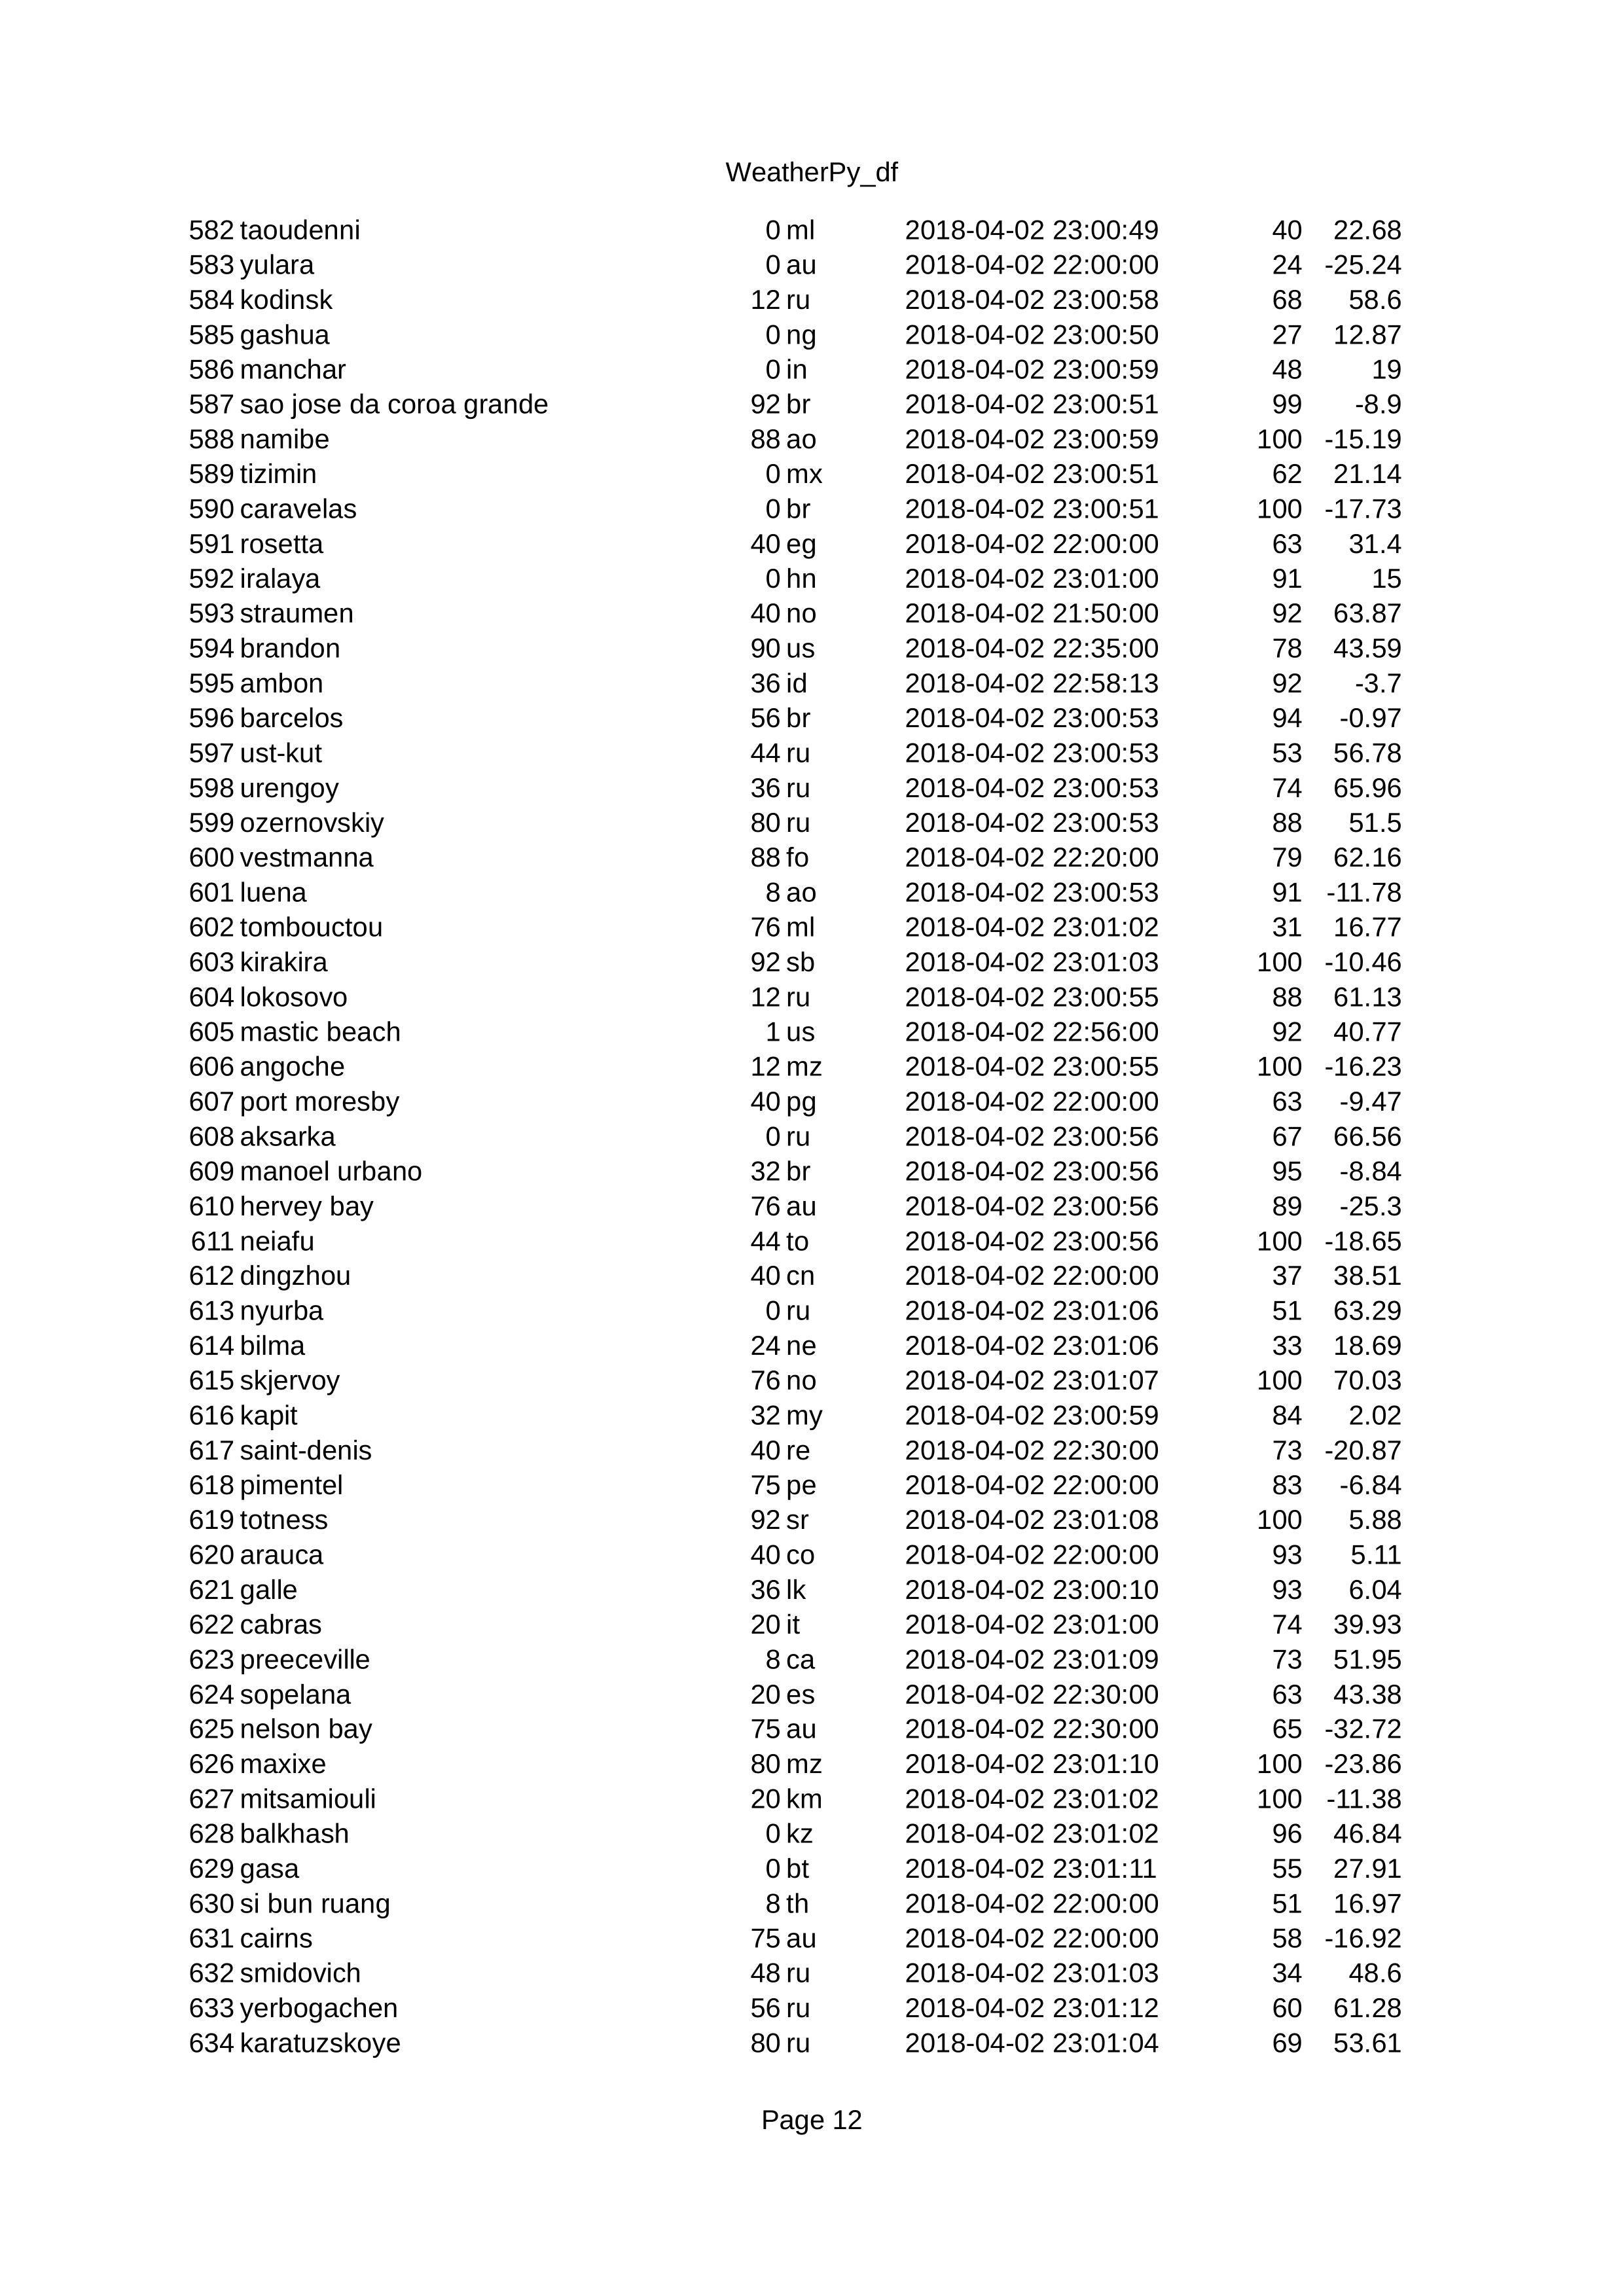 WeatherPy_df
582 taoudenni 0 ml 2018-04-02 23:00:49 40 22.68
583 yulara 0 au 2018-04-02 22:00:00 24 -25.24
584 kodinsk 12 ru 2018-04-02 23:00:58 68 58.6
585 gashua 0 ng 2018-04-02 23:00:50 27 12.87
586 manchar 0 in 2018-04-02 23:00:59 48 19
587 sao jose da coroa grande 92 br 2018-04-02 23:00:51 99 -8.9
588 namibe 88 ao 2018-04-02 23:00:59 100 -15.19
589 tizimin 0 mx 2018-04-02 23:00:51 62 21.14
590 caravelas 0 br 2018-04-02 23:00:51 100 -17.73
591 rosetta 40 eg 2018-04-02 22:00:00 63 31.4
592 iralaya 0 hn 2018-04-02 23:01:00 91 15
593 straumen 40 no 2018-04-02 21:50:00 92 63.87
594 brandon 90 us 2018-04-02 22:35:00 78 43.59
595 ambon 36 id 2018-04-02 22:58:13 92 -3.7
596 barcelos 56 br 2018-04-02 23:00:53 94 -0.97
597 ust-kut 44 ru 2018-04-02 23:00:53 53 56.78
598 urengoy 36 ru 2018-04-02 23:00:53 74 65.96
599 ozernovskiy 80 ru 2018-04-02 23:00:53 88 51.5
600 vestmanna 88 fo 2018-04-02 22:20:00 79 62.16
601 luena 8 ao 2018-04-02 23:00:53 91 -11.78
602 tombouctou 76 ml 2018-04-02 23:01:02 31 16.77
603 kirakira 92 sb 2018-04-02 23:01:03 100 -10.46
604 lokosovo 12 ru 2018-04-02 23:00:55 88 61.13
605 mastic beach 1 us 2018-04-02 22:56:00 92 40.77
606 angoche 12 mz 2018-04-02 23:00:55 100 -16.23
607 port moresby 40 pg 2018-04-02 22:00:00 63 -9.47
608 aksarka 0 ru 2018-04-02 23:00:56 67 66.56
609 manoel urbano 32 br 2018-04-02 23:00:56 95 -8.84
610 hervey bay 76 au 2018-04-02 23:00:56 89 -25.3
611 neiafu 44 to 2018-04-02 23:00:56 100 -18.65
612 dingzhou 40 cn 2018-04-02 22:00:00 37 38.51
613 nyurba 0 ru 2018-04-02 23:01:06 51 63.29
614 bilma 24 ne 2018-04-02 23:01:06 33 18.69
615 skjervoy 76 no 2018-04-02 23:01:07 100 70.03
616 kapit 32 my 2018-04-02 23:00:59 84 2.02
617 saint-denis 40 re 2018-04-02 22:30:00 73 -20.87
618 pimentel 75 pe 2018-04-02 22:00:00 83 -6.84
619 totness 92 sr 2018-04-02 23:01:08 100 5.88
620 arauca 40 co 2018-04-02 22:00:00 93 5.11
621 galle 36 lk 2018-04-02 23:00:10 93 6.04
622 cabras 20 it 2018-04-02 23:01:00 74 39.93
623 preeceville 8 ca 2018-04-02 23:01:09 73 51.95
624 sopelana 20 es 2018-04-02 22:30:00 63 43.38
625 nelson bay 75 au 2018-04-02 22:30:00 65 -32.72
626 maxixe 80 mz 2018-04-02 23:01:10 100 -23.86
627 mitsamiouli 20 km 2018-04-02 23:01:02 100 -11.38
628 balkhash 0 kz 2018-04-02 23:01:02 96 46.84
629 gasa 0 bt 2018-04-02 23:01:11 55 27.91
630 si bun ruang 8 th 2018-04-02 22:00:00 51 16.97
631 cairns 75 au 2018-04-02 22:00:00 58 -16.92
632 smidovich 48 ru 2018-04-02 23:01:03 34 48.6
633 yerbogachen 56 ru 2018-04-02 23:01:12 60 61.28
634 karatuzskoye 80 ru 2018-04-02 23:01:04 69 53.61
Page 12